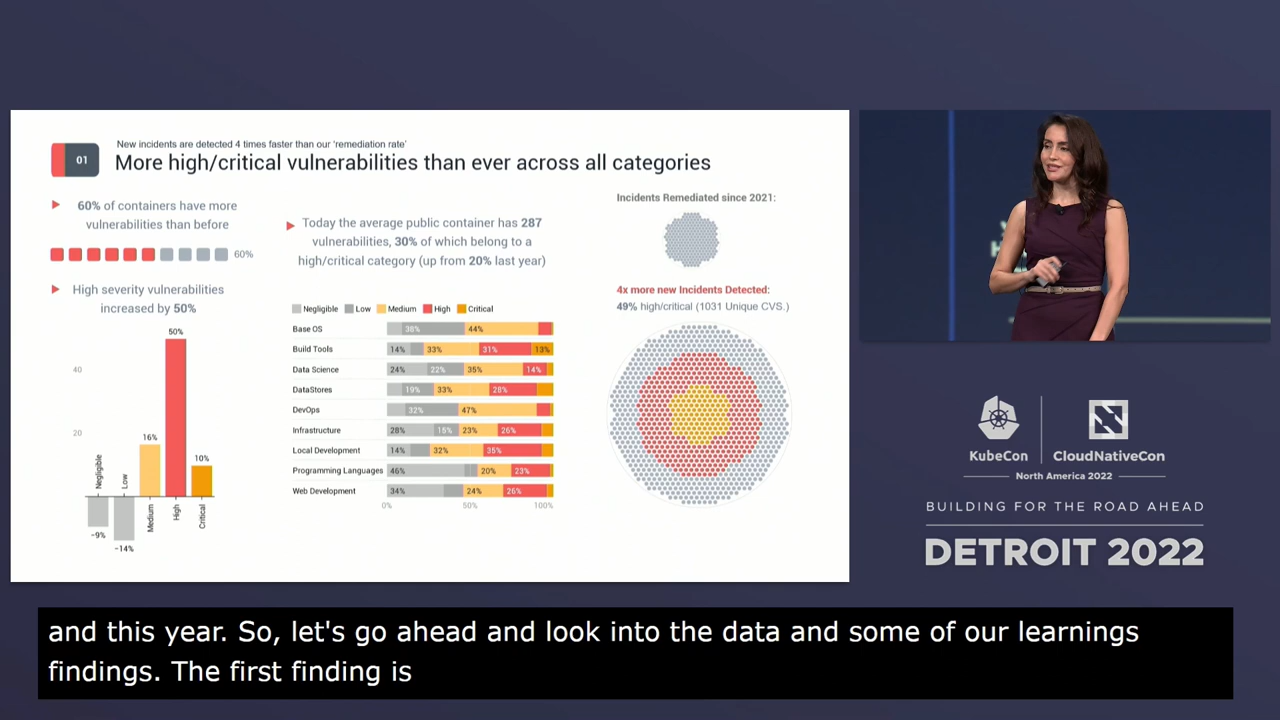 New incidents are detected 4 times faster than our 'remediation rate'
01
More high/critical vulnerabilities than ever across all categories
60% of containers have more
vulnerabilities than before
60%
High severity vulnerabilities
increased by 50%
50%
40
20
16%
10%
Negligible
Low
Medium
High
Critical
-9%
-14%
Today the average public container has 287
vulnerabilities, 30% of which belong to a
high/critical category (up from 20% last year)
Negligible Low Medium High Critical
Base OS 38% 44%
Build Tools 14% 33% 31% 13%
Data Science 24% 22% 35% 14%
DataStores 19% 33% 28%
DevOps 32% 47%
Infrastructure 28% 15% 23% 26%
Local Development 14% 32% 35%
Programming Languages 46% 20% 23%
Web Development 34% 24% 26%
0% 50% 100%
Incidents Remediated since 2021:
4x more new Incidents Detected:
49% high/critical (1031 Unique CVS.)
KubeCon CloudNativeCon
North America 2022
BUILDING FOR THE ROAD AHEAD
DETROIT 2022
and this year. So, let's go ahead and look into the data and some of our learnings
findings. The first finding is